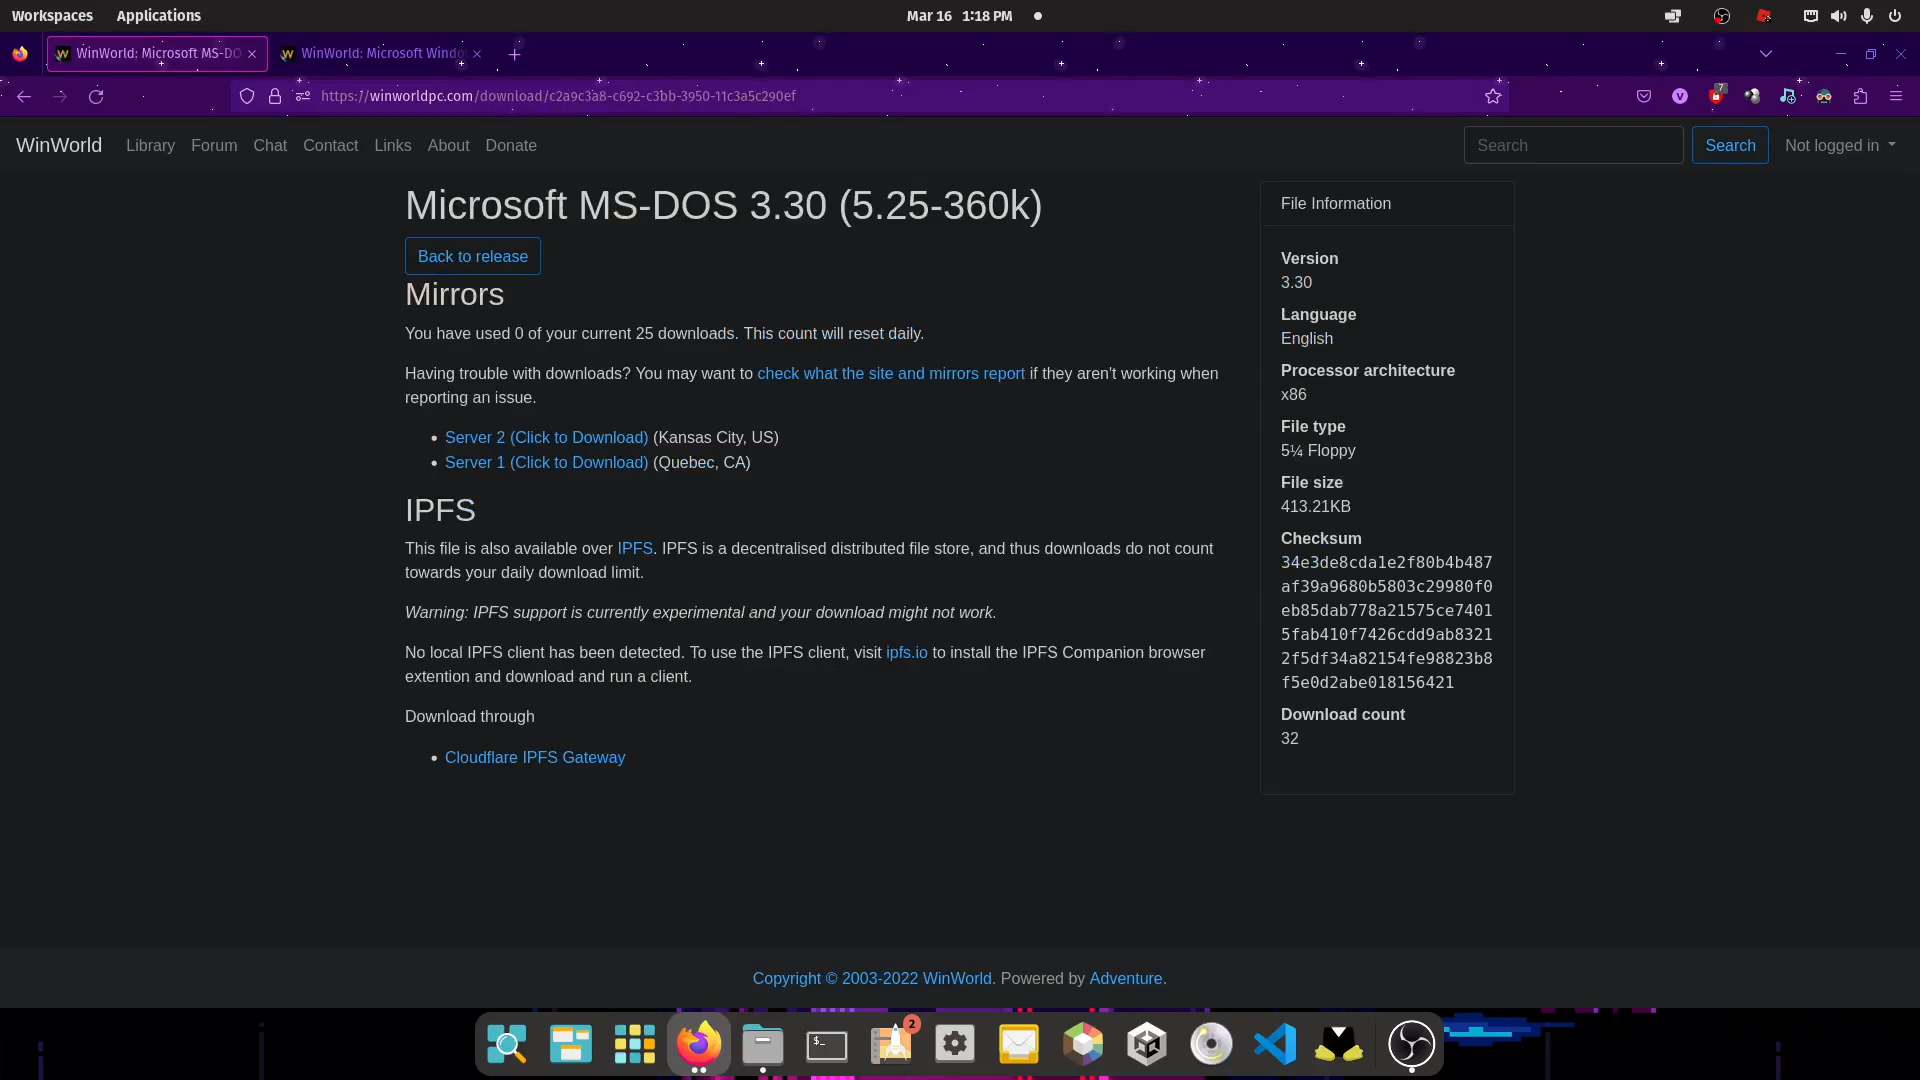 Workspaces Applications Mar 16 1:18 PM
WinWorld: Microsoft MS-DO WinWorld: Microsoft Windo
https://winworldpc.com/download/c2a9c3a8-c692-c3bb-3950-11c3a5c290ef V 7
WinWorld Library Forum Chat Contact Links About Donate Search Search Not logged in
Microsoft MS-DOS 3.30 (5.25-360k)
Back to release
Mirrors
You have used 0 of your current 25 downloads. This count will reset daily.
Having trouble with downloads? You may want to check what the site and mirrors report if they aren't working when
reporting an issue.
Server 2 (Click to Download) (Kansas City, US)
Server 1 (Click to Download) (Quebec, CA)
IPFS
This file is also available over IPFS. IPFS is a decentralised distributed file store, and thus downloads do not count
towards your daily download limit.
Warning: IPFS support is currently experimental and your download might not work.
No local IPFS client has been detected. To use the IPFS client, visit ipfs.io to install the IPFS Companion browser
extention and download and run a client.
Download through
Cloudflare IPFS Gateway
File Information
Version
3.30
Language
English
Processor architecture
x86
File type
5¼ Floppy
File size
413.21KB
Checksum
34e3de8cda1e2f80b4b487
af39a9680b5803c29980f0
eb85dab778a21575ce7401
5fab410f7426cdd9ab8321
2f5df34a82154fe98823b8
f5e0d2abe018156421
Download count
32
Copyright © 2003-2022 WinWorld. Powered by Adventure.
$_ 2